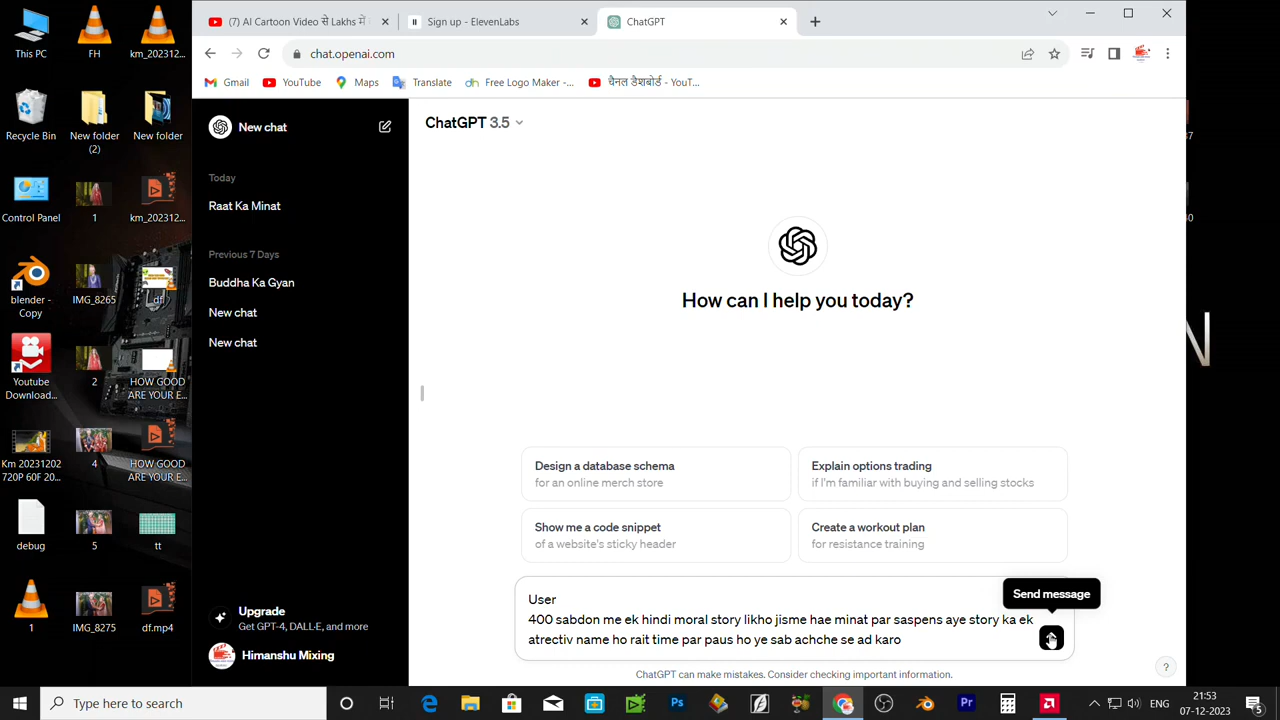 (7) AI Cartoon Video से Lakhs में
Sign up - ElevenLabs
ChatGPT
chat.openai.com
Gmail
YouTube
Maps
Translate
Free Logo Maker -...
चैनल डैशबोर्ड - YouT...
This PC
FH
km_202312...
Recycle Bin
New folder (2)
New folder
Control Panel
1
km_202312...
blender - Copy
IMG_8265
df
Youtube Download...
2
HOW GOOD ARE YOUR E...
Km 20231202 720P 60F 20...
4
HOW GOOD ARE YOUR E...
debug
5
tt
1
IMG_8275
df.mp4
New chat
Today
Raat Ka Minat
Previous 7 Days
Buddha Ka Gyan
New chat
New chat
Upgrade
Get GPT-4, DALL·E, and more
Himanshu Mixing
ChatGPT 3.5
How can I help you today?
Design a database schema
for an online merch store
Explain options trading
if I'm familiar with buying and selling stocks
Show me a code snippet
of a website's sticky header
Create a workout plan
for resistance training
Send message
User
400 sabdon me ek hindi moral story likho jisme hae minat par saspens aye story ka ek
atrectiv name ho rait time par paus ho ye sab achche se ad karo
ChatGPT can make mistakes. Consider checking important information.
?
Type here to search
ENG
21:53
07-12-2023
5